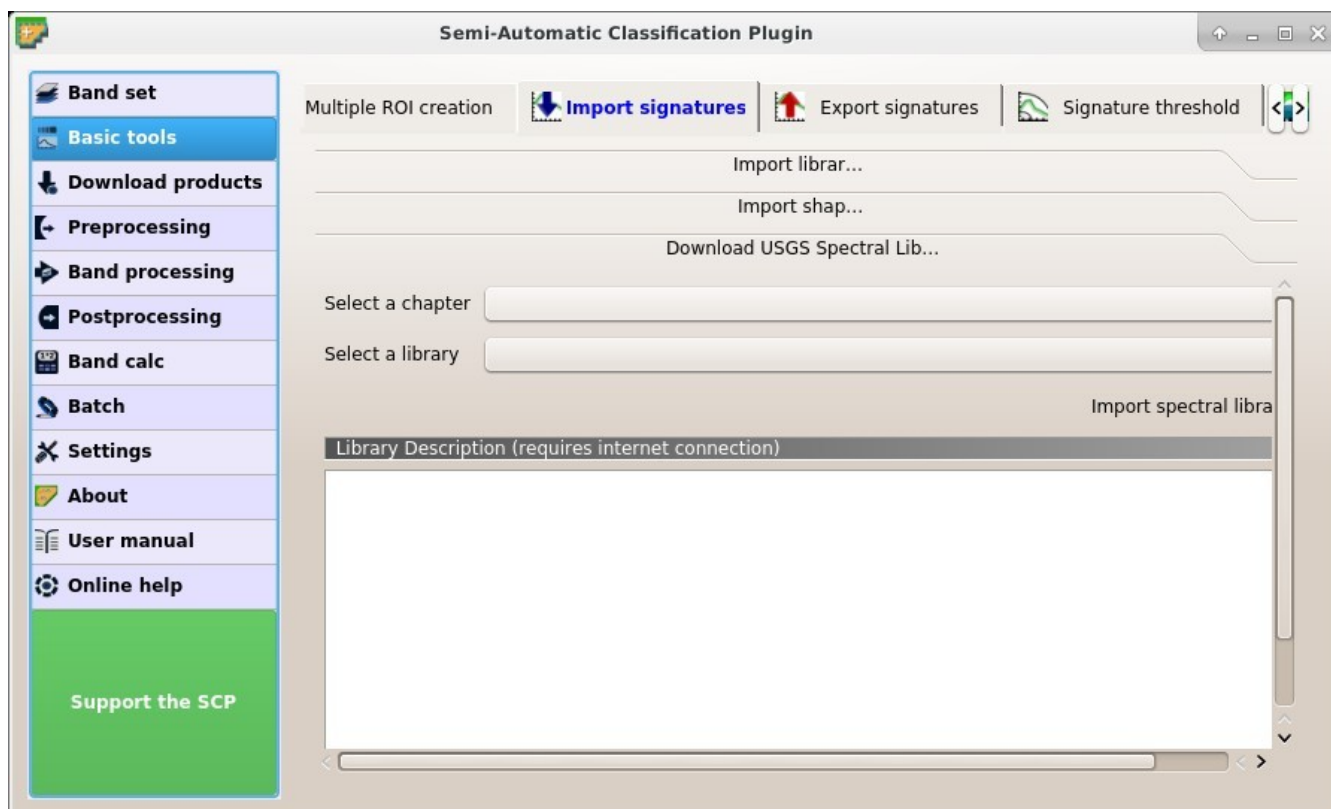 Semi-Automatic Classification Plugin
Band set
Basic tools
Download products
Preprocessing
Band processing
Postprocessing
Band calc
Batch
Settings
About
User manual
Online help
Support the SCP
Multiple ROI creation
Import signatures
Export signatures
Signature threshold
Import librar...
Import shap...
Download USGS Spectral Lib...
Select a chapter
Select a library
Import spectral libra
Library Description (requires internet connection)